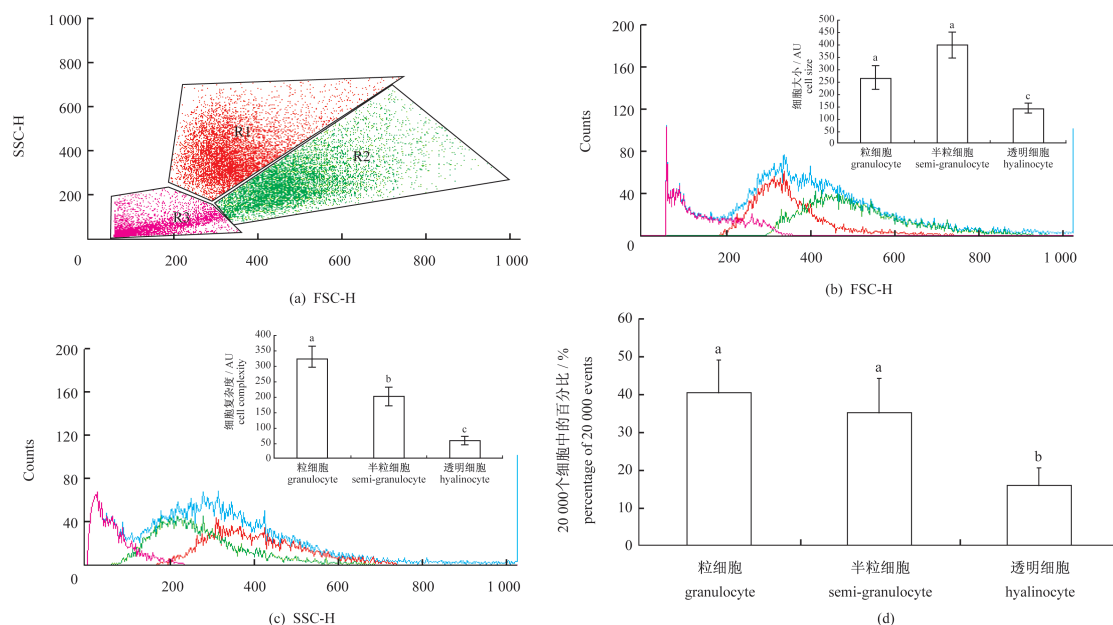 1 000
800
600
400
200
0
SSC-H
R1
R2
R3
0
200
400
600
800
1 000
(a) FSC-H
200
160
120
80
40
0
Counts
200
400
600
800
1 000
(b) FSC-H
500
450
400
350
300
250
200
150
100
50
0
细胞大小 / AU
cell size
a
a
c
粒细胞
granulocyte
半粒细胞
semi-granulocyte
透明细胞
hyalinocyte
200
160
120
80
40
0
Counts
200
400
600
800
1 000
(c) SSC-H
400
350
300
250
200
150
100
50
0
细胞复杂度 / AU
cell complexity
a
b
c
粒细胞
granulocyte
半粒细胞
semi-granulocyte
透明细胞
hyalinocyte
60
50
40
30
20
10
0
20 000个细胞中的百分比 / %
percentage of 20 000 events
a
a
b
粒细胞
granulocyte
半粒细胞
semi-granulocyte
透明细胞
hyalinocyte
(d)